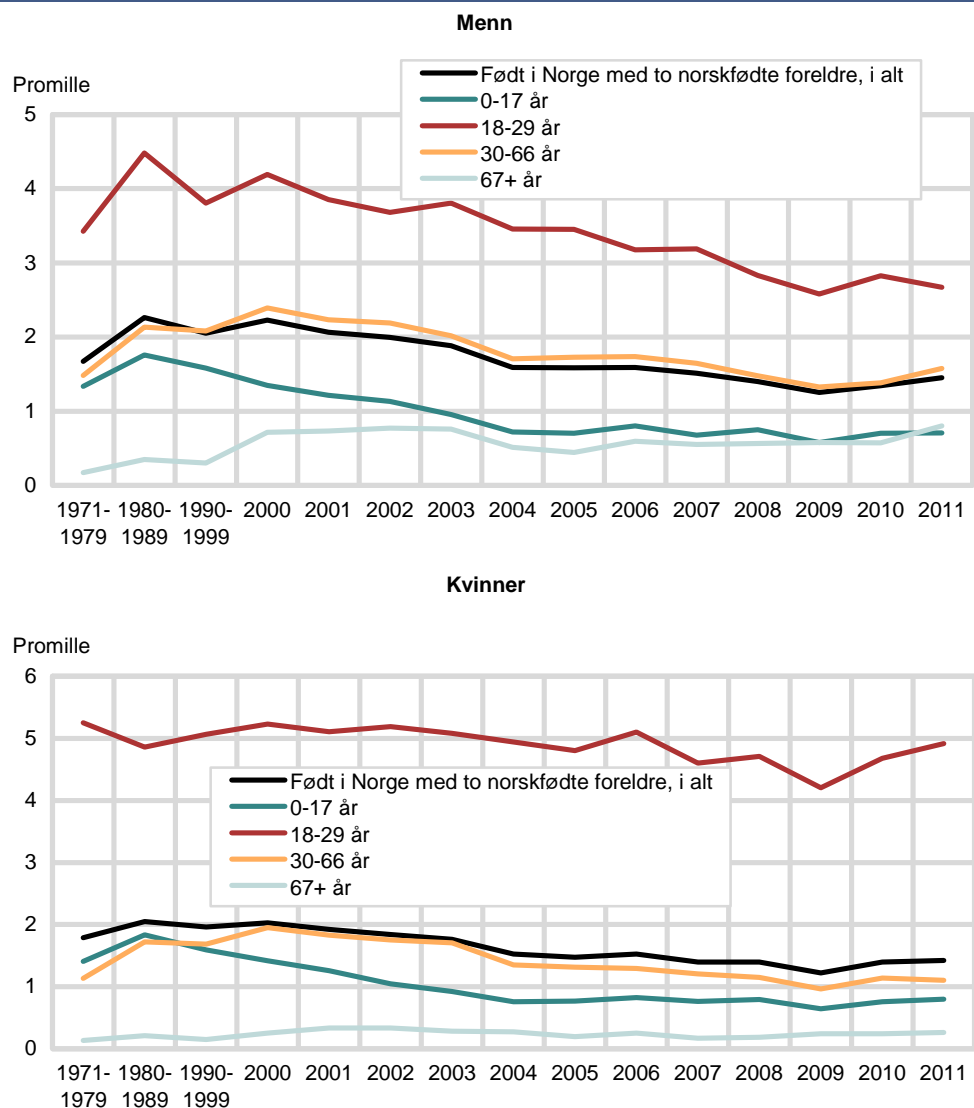 Menn
Promille
Født i Norge med to norskfødte foreldre, i alt
0-17 år
18-29 år
30-66 år
67+ år
5
4
3
2
1
0
1971- 1980- 1990- 2000 2001 2002 2003 2004 2005 2006 2007 2008 2009 2010 2011
1979 1989 1999
Kvinner
Promille
6
5
4
3
2
1
0
Født i Norge med to norskfødte foreldre, i alt
0-17 år
18-29 år
30-66 år
67+ år
1971- 1980- 1990- 2000 2001 2002 2003 2004 2005 2006 2007 2008 2009 2010 2011
1979 1989 1999